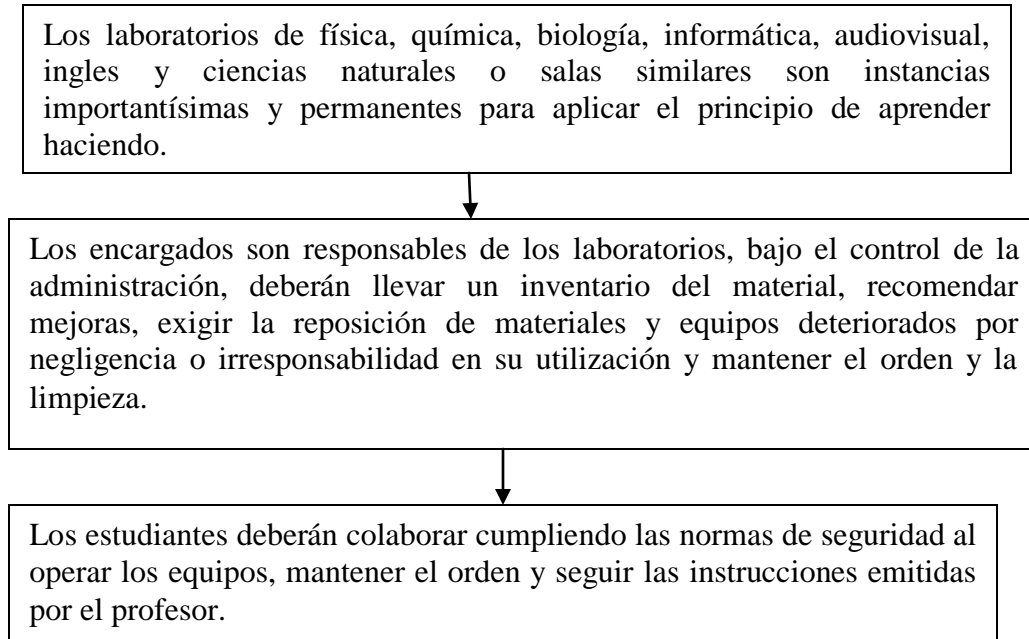 Los laboratorios de física, química, biología, informática, audiovisual,
ingles y ciencias naturales o salas similares son instancias
importantísimas y permanentes para aplicar el principio de aprender
haciendo.
Los encargados son responsables de los laboratorios, bajo el control de la
administración, deberán llevar un inventario del material, recomendar
mejoras, exigir la reposición de materiales y equipos deteriorados por
negligencia o irresponsabilidad en su utilización y mantener el orden y la
limpieza.
Los estudiantes deberán colaborar cumpliendo las normas de seguridad al
operar los equipos, mantener el orden y seguir las instrucciones emitidas
por el profesor.